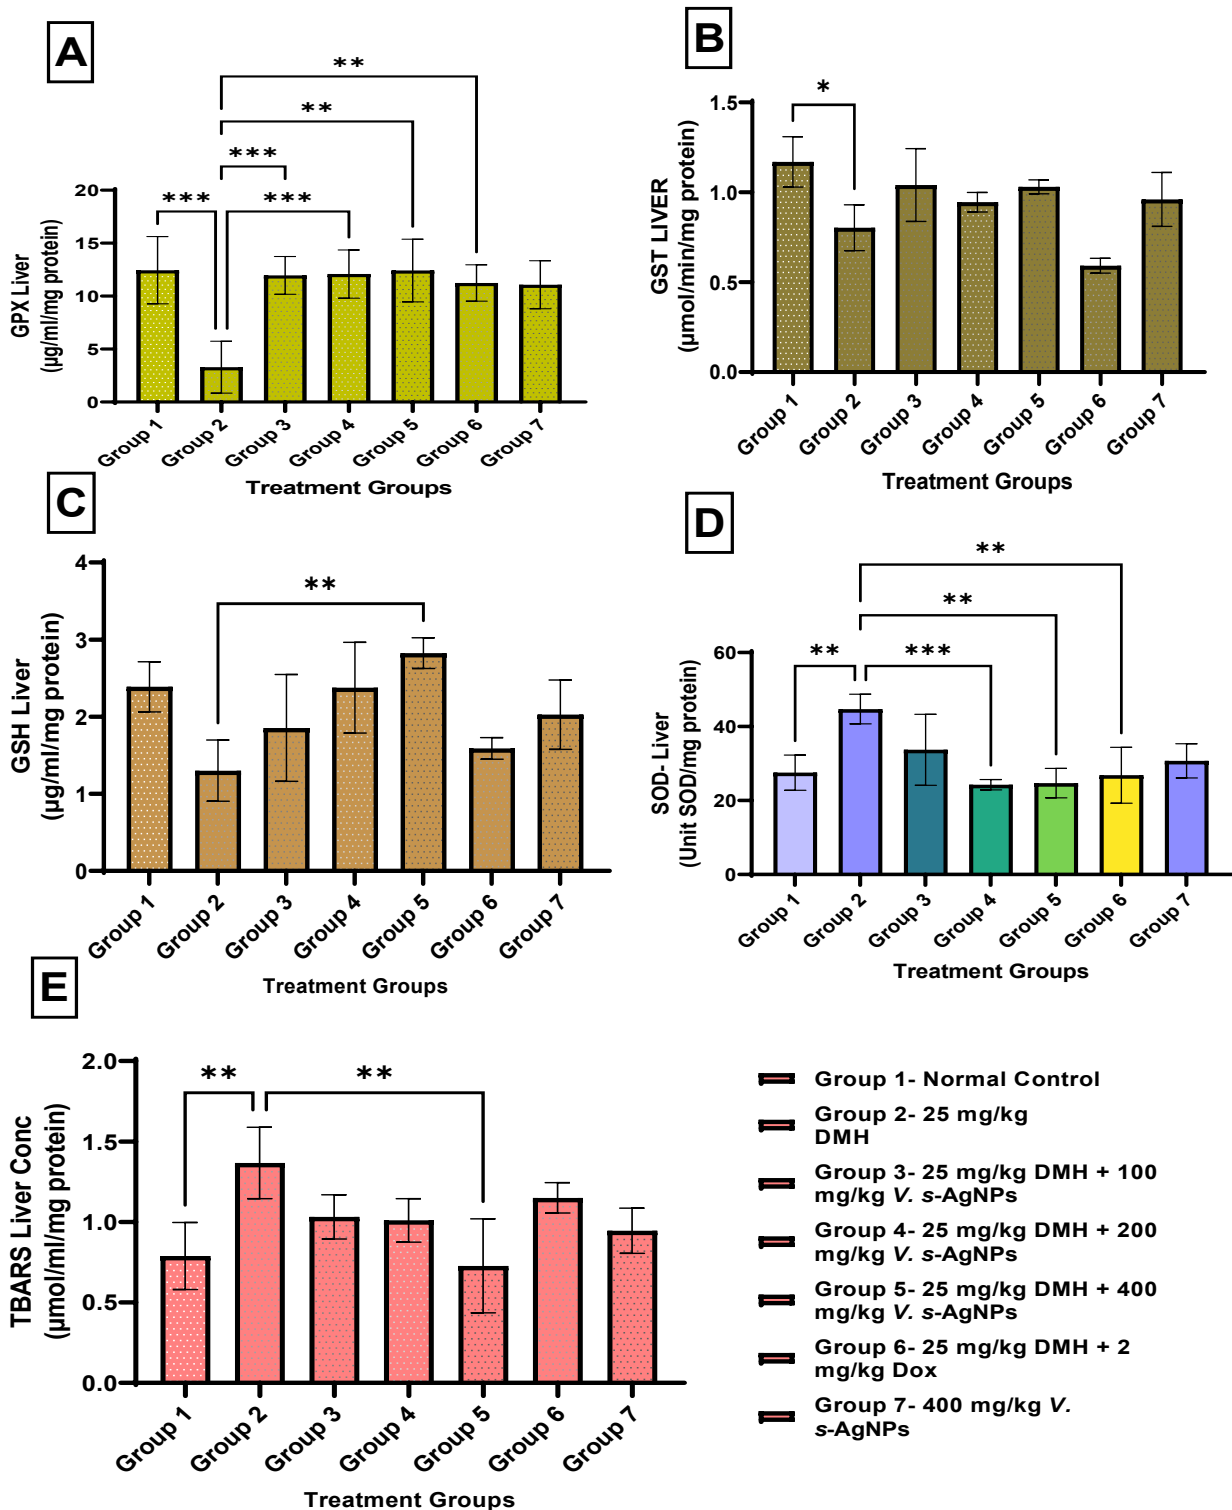 A
**
**
***
***
***
GPX Liver
(µg/ml/mg protein)
20
15
10
5
0
Group 1
Group 2
Group 3
Group 4
Group 5
Group 6
Group 7
Treatment Groups
B
*
GST LIVER
(µmol/min/mg protein)
1.5
1.0
0.5
0.0
Group 1
Group 2
Group 3
Group 4
Group 5
Group 6
Group 7
Treatment Groups
C
**
GSH Liver
(µg/ml/mg protein)
4
3
2
1
0
Group 1
Group 2
Group 3
Group 4
Group 5
Group 6
Group 7
Treatment Groups
D
**
**
**
***
SOD- Liver
(Unit SOD/mg protein)
60
40
20
0
Group 1
Group 2
Group 3
Group 4
Group 5
Group 6
Group 7
Treatment Groups
E
**
**
TBARS Liver Conc
(µmol/ml/mg protein)
2.0
1.5
1.0
0.5
0.0
Group 1
Group 2
Group 3
Group 4
Group 5
Group 6
Group 7
Treatment Groups
Group 1- Normal Control
Group 2- 25 mg/kg
DMH
Group 3- 25 mg/kg DMH + 100
mg/kg V. s-AgNPs
Group 4- 25 mg/kg DMH + 200
mg/kg V. s-AgNPs
Group 5- 25 mg/kg DMH + 400
mg/kg V. s-AgNPs
Group 6- 25 mg/kg DMH + 2
mg/kg Dox
Group 7- 400 mg/kg V.
s-AgNPs